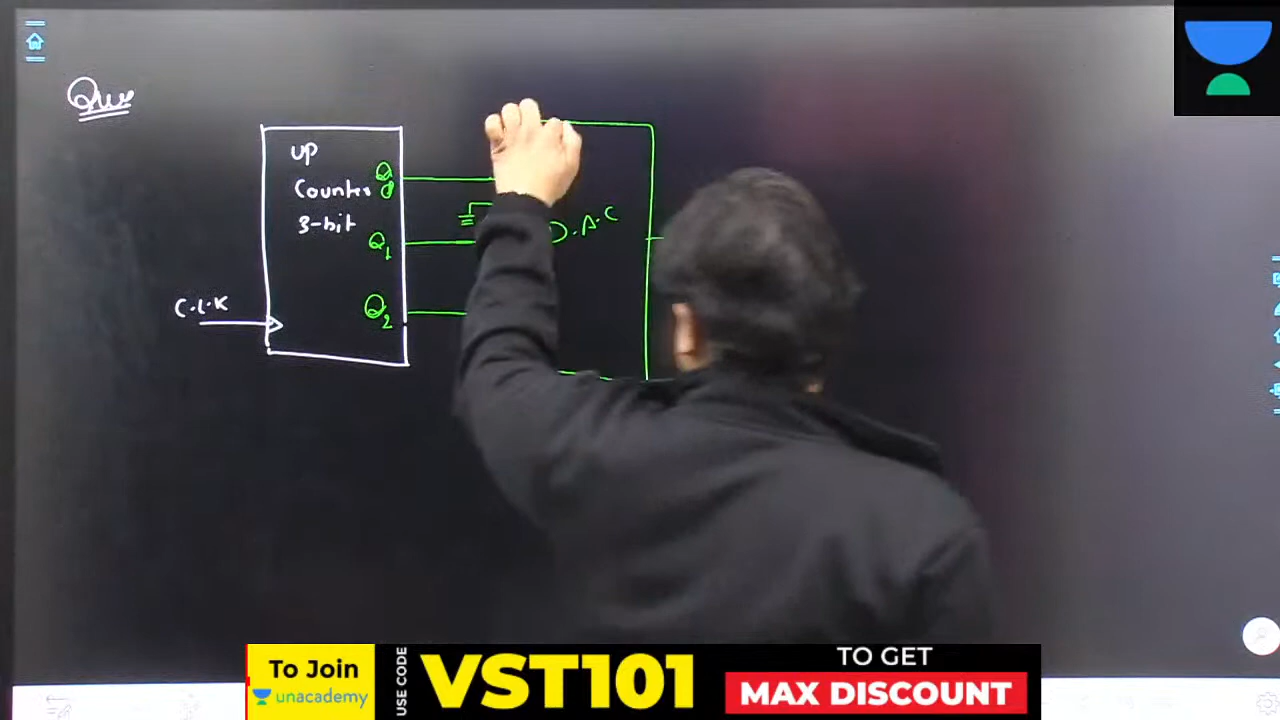 Que
UP
Counter
3-bit
Q0
Q1
Q2
C.L.K
D.A.C
To Join
unacademy
USE CODE
VST101
TO GET
MAX DISCOUNT